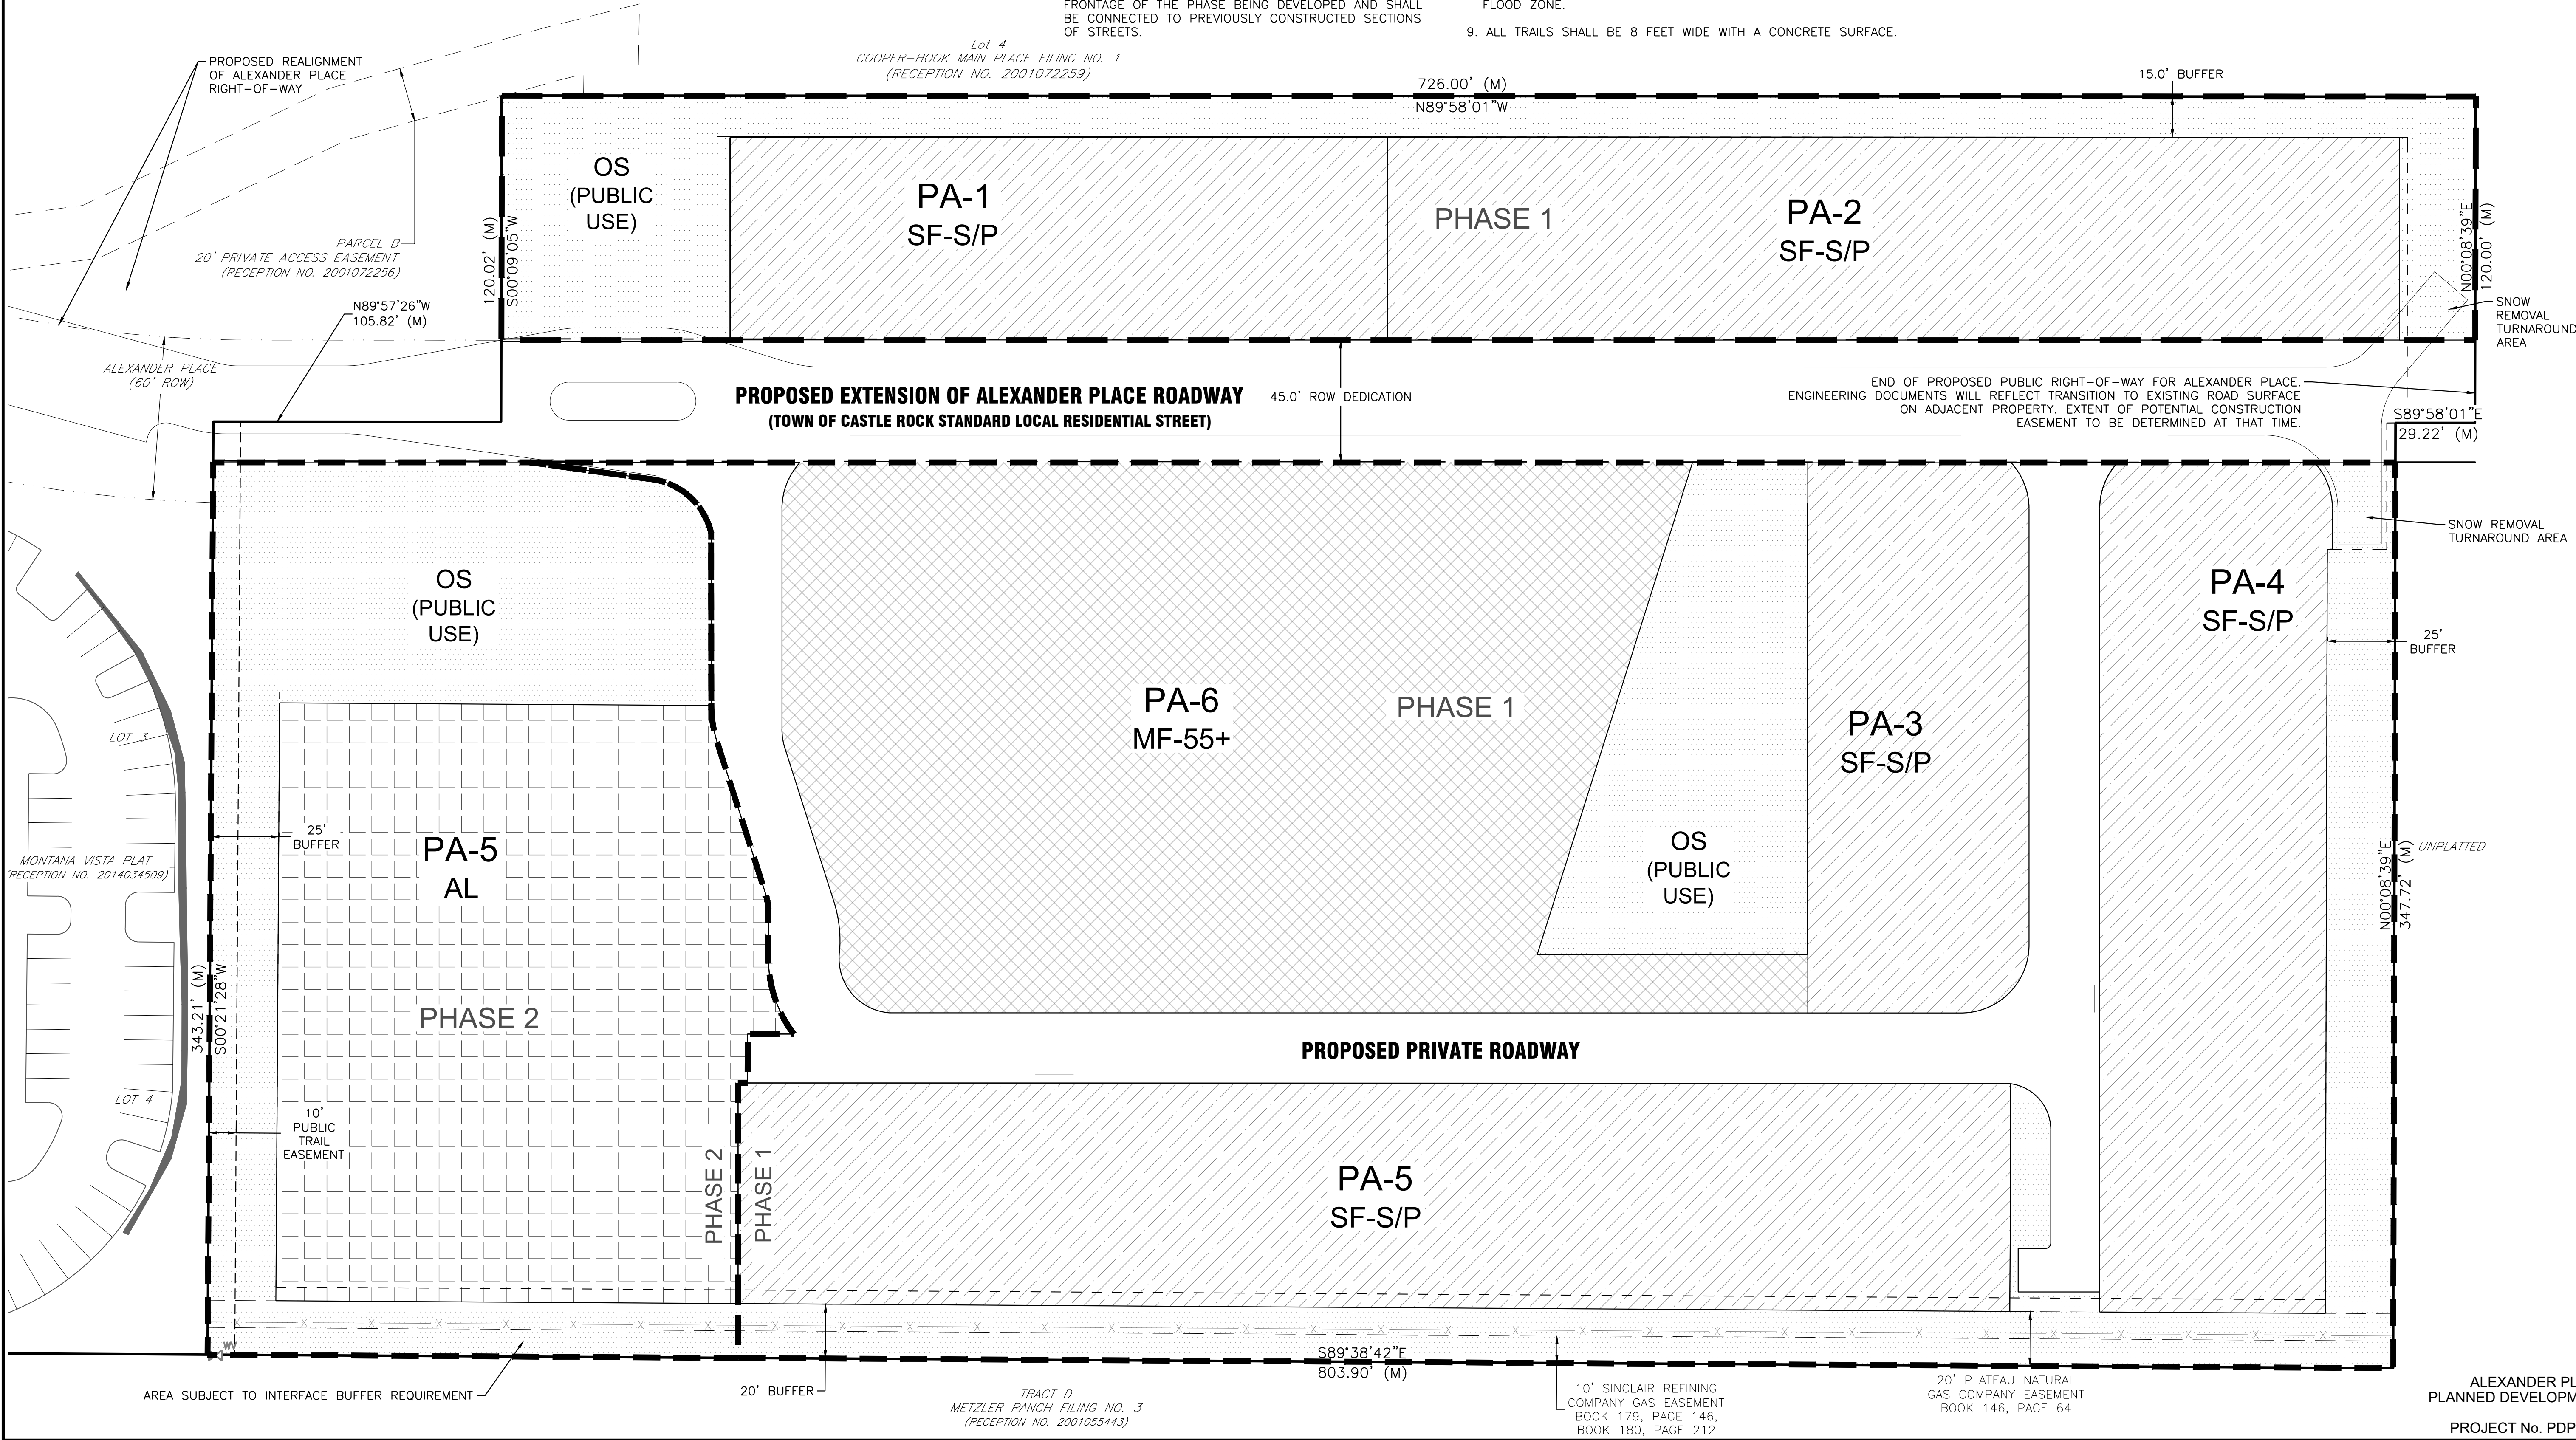 FRONTAGE OF THE PHASE BEING DEVELOPED AND SHALL
BE CONNECTED TO PREVIOUSLY CONSTRUCTED SECTIONS
OF STREETS.
FLOOD ZONE.
9. ALL TRAILS SHALL BE 8 FEET WIDE WITH A CONCRETE SURFACE.
Lot 4
COOPER-HOOK MAIN PLACE FILING NO. 1
(RECEPTION NO. 2001072259)
PROPOSED REALIGNMENT
OF ALEXANDER PLACE
RIGHT-OF-WAY
726.00' (M)
N89°58'01"W
15.0' BUFFER
OS
(PUBLIC
USE)
PA-1
SF-S/P
PHASE 1
PA-2
SF-S/P
120.02' (M)
S00°09'05"W
N00°08'39"E
120.00' (M)
PARCEL B
20' PRIVATE ACCESS EASEMENT
(RECEPTION NO. 2001072256)
N89°57'26"W
105.82' (M)
SNOW
REMOVAL
TURNAROUND
AREA
ALEXANDER PLACE
(60' ROW)
PROPOSED EXTENSION OF ALEXANDER PLACE ROADWAY
(TOWN OF CASTLE ROCK STANDARD LOCAL RESIDENTIAL STREET)
45.0' ROW DEDICATION
END OF PROPOSED PUBLIC RIGHT-OF-WAY FOR ALEXANDER PLACE.
ENGINEERING DOCUMENTS WILL REFLECT TRANSITION TO EXISTING ROAD SURFACE
ON ADJACENT PROPERTY. EXTENT OF POTENTIAL CONSTRUCTION
EASEMENT TO BE DETERMINED AT THAT TIME.
S89°58'01"E
29.22' (M)
SNOW REMOVAL
TURNAROUND AREA
OS
(PUBLIC
USE)
PA-4
SF-S/P
25'
BUFFER
PA-6
MF-55+
PHASE 1
PA-3
SF-S/P
LOT 3
25'
BUFFER
PA-5
AL
OS
(PUBLIC
USE)
MONTANA VISTA PLAT
(RECEPTION NO. 2014034509)
UNPLATTED
N00°08'39"E
347.72' (M)
343.21' (M)
S00°21'28"W
PHASE 2
PROPOSED PRIVATE ROADWAY
LOT 4
10'
PUBLIC
TRAIL
EASEMENT
PHASE 2
PHASE 1
PA-5
SF-S/P
WV
S89°38'42"E
803.90' (M)
AREA SUBJECT TO INTERFACE BUFFER REQUIREMENT
20' BUFFER
TRACT D
METZLER RANCH FILING NO. 3
(RECEPTION NO. 2001055443)
10' SINCLAIR REFINING
COMPANY GAS EASEMENT
BOOK 179, PAGE 146,
BOOK 180, PAGE 212
20' PLATEAU NATURAL
GAS COMPANY EASEMENT
BOOK 146, PAGE 64
ALEXANDER PL
PLANNED DEVELOPM
PROJECT No. PDP